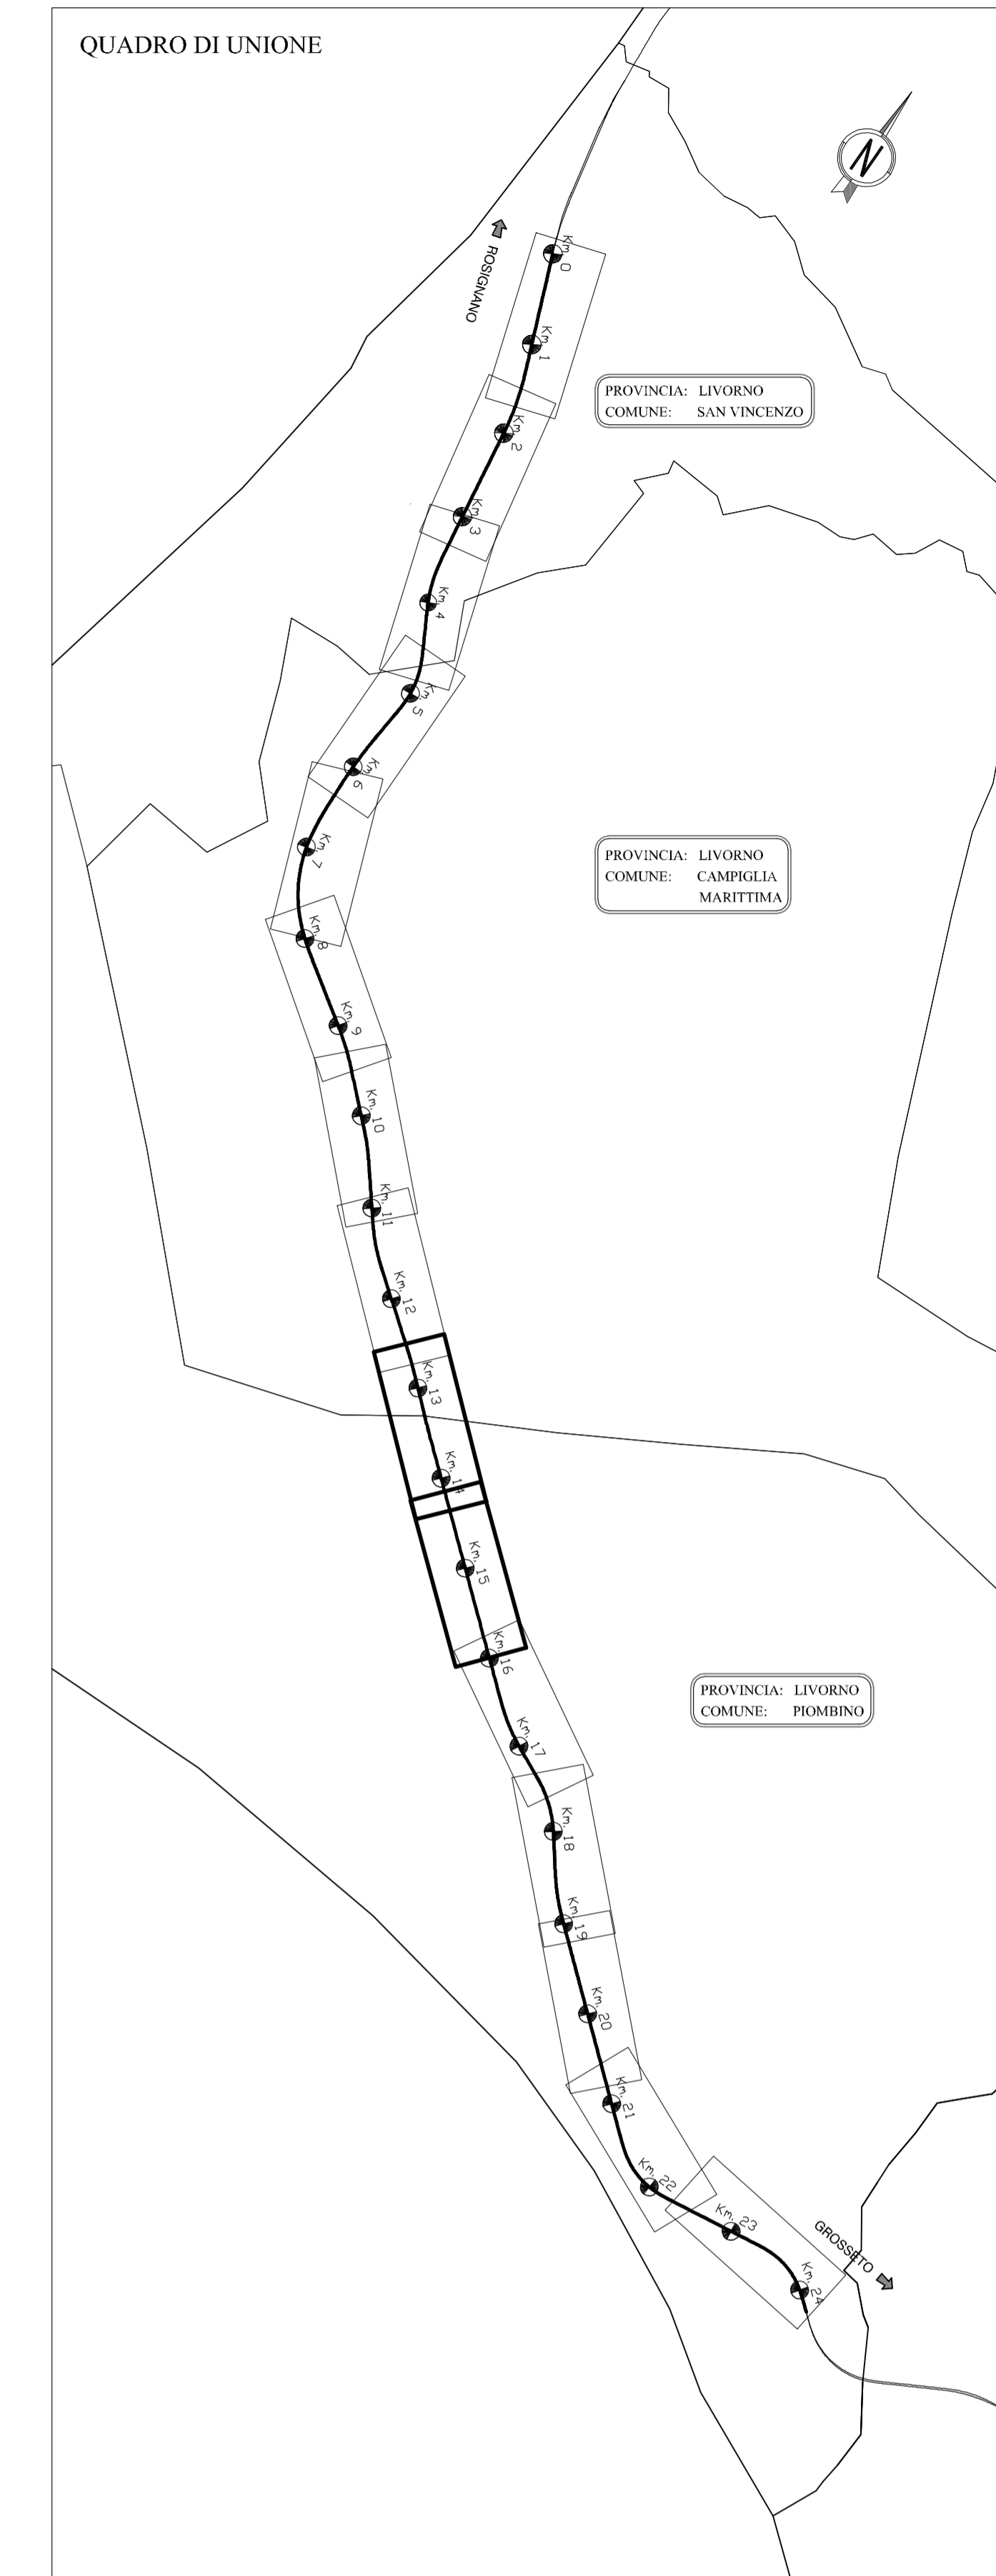 QUADRO DI UNIONE
N
ROSIGNANO
Km. 0
Km. 1
PROVINCIA: LIVORNO
COMUNE: SAN VINCENZO
Km. 2
Km. 3
Km. 4
Km. 5
Km. 6
Km. 7
PROVINCIA: LIVORNO
COMUNE: CAMPIGLIA
MARITTIMA
Km. 8
Km. 9
Km. 10
Km. 11
Km. 12
Km. 13
Km. 14
Km. 15
Km. 16
PROVINCIA: LIVORNO
COMUNE: PIOMBINO
Km. 17
Km. 18
Km. 19
Km. 20
Km. 21
Km. 22
Km. 23
GROSSETO
Km. 24